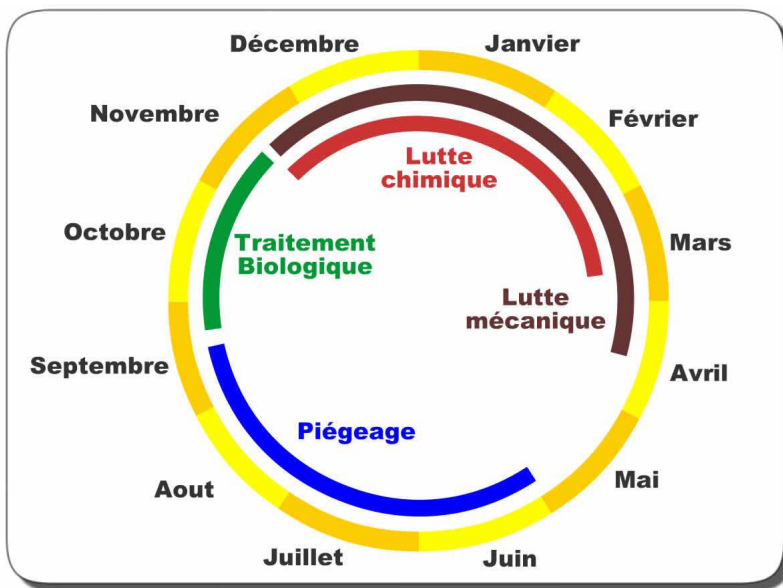 Janvier
Février
Mars
Avril
Mai
Juin
Juillet
Aout
Septembre
Octobre
Novembre
Décembre
Lutte
chimique
Lutte
mécanique
Traitement
Biologique
Piégeage